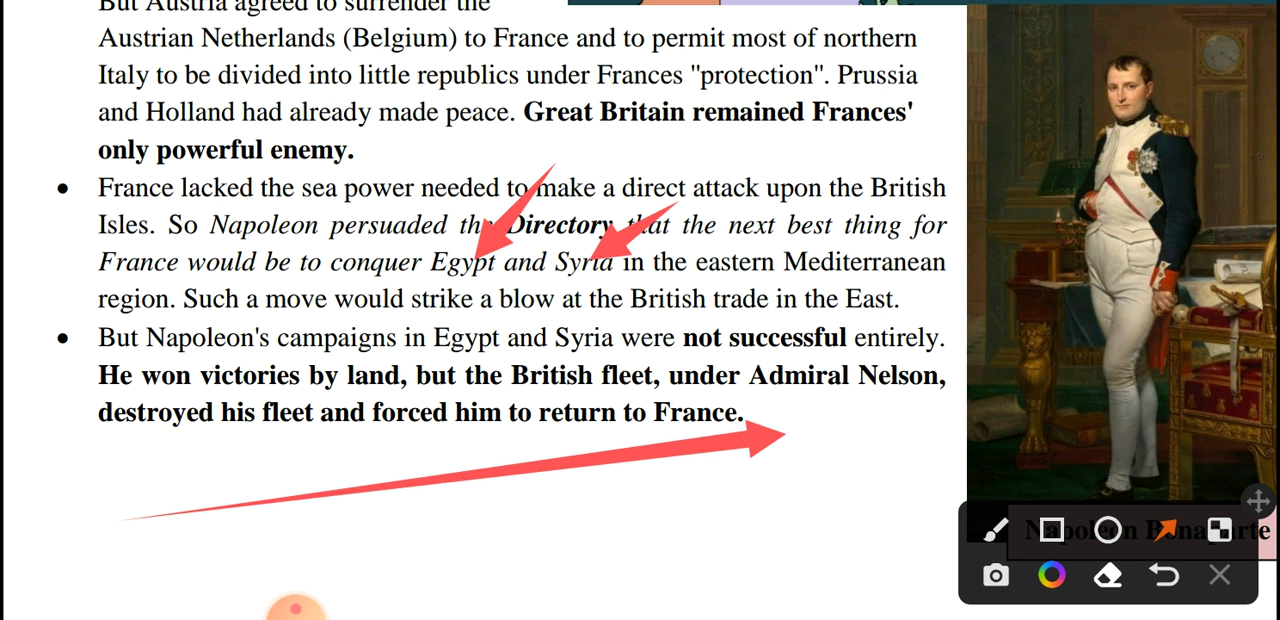 But Austria agreed to surrender the
Austrian Netherlands (Belgium) to France and to permit most of northern
Italy to be divided into little republics under Frances "protection". Prussia
and Holland had already made peace. Great Britain remained Frances'
only powerful enemy.
• France lacked the sea power needed to make a direct attack upon the British
Isles. So Napoleon persuaded the Directory that the next best thing for
France would be to conquer Egypt and Syria in the eastern Mediterranean
region. Such a move would strike a blow at the British trade in the East.
• But Napoleon's campaigns in Egypt and Syria were not successful entirely.
He won victories by land, but the British fleet, under Admiral Nelson,
destroyed his fleet and forced him to return to France.
Napoleon Bonaparte